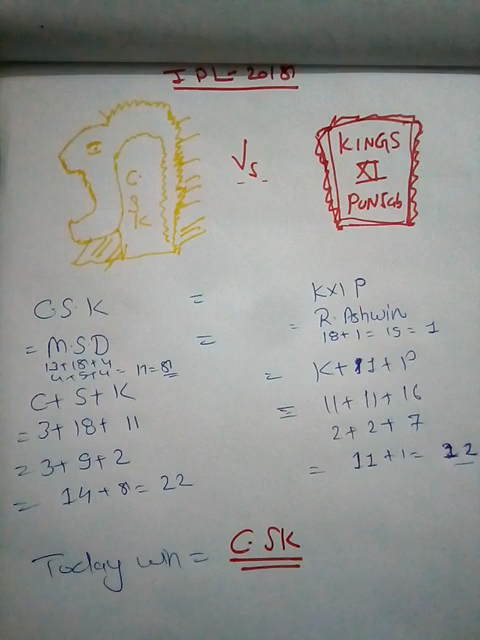 IPL-2018
Vs
C
S
K
KINGS
XI
PUNJab
C.S.K =
= M.S.D =
13+18+4
4+9+4 = 17=8
C+ S+ K
= 3+ 18+ 11
= 3+ 9+2
= 14+8= 22
KXIP
= R. Ashwin
18+1= 15 = 1
= K+11+P
= 11+11+16
2+2+7
= 11+1= 12
Today win = C.SK